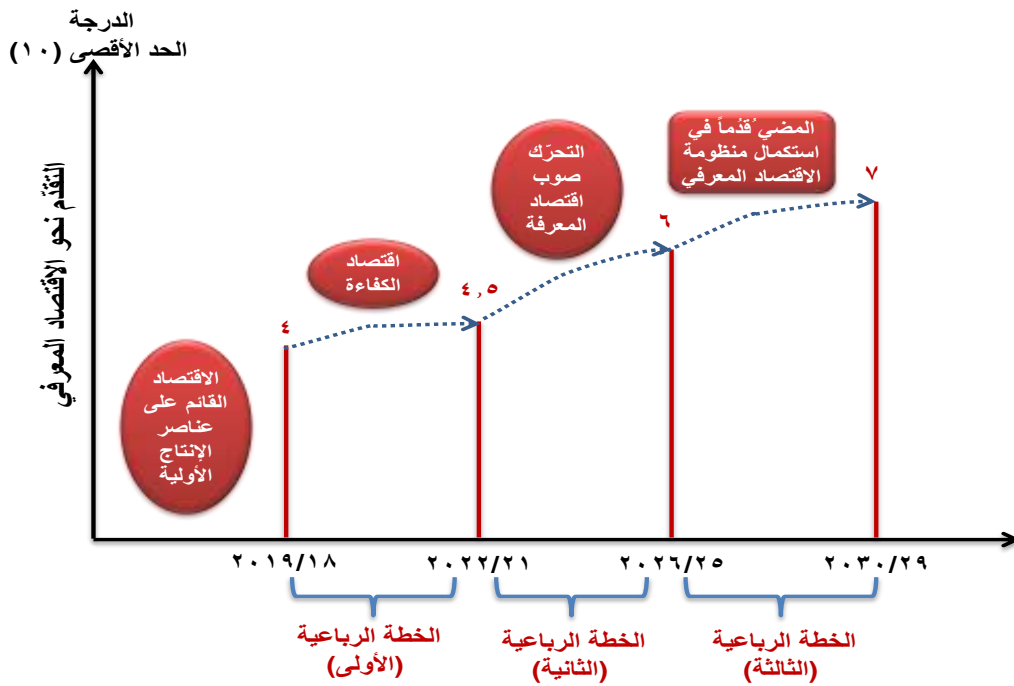 الدرجة
الحد الأقصى (١٠)
التقدّم نحو الاقتصاد المعرفي
المضي قُدُماً في
استكمال منظومة
الاقتصاد المعرفي
التحرّك
صوب
اقتصاد
المعرفة
اقتصاد
الكفاءة
الاقتصاد
القائم على
عناصر
الإنتاج
الأولية
٤
٤,٥
٦
٧
٢٠١٩/١٨
٢٠٢٢/٢١
٢٠٢٦/٢٥
٢٠٣٠/٢٩
الخطة الرباعية
(الأولى)
الخطة الرباعية
(الثانية)
الخطة الرباعية
(الثالثة)